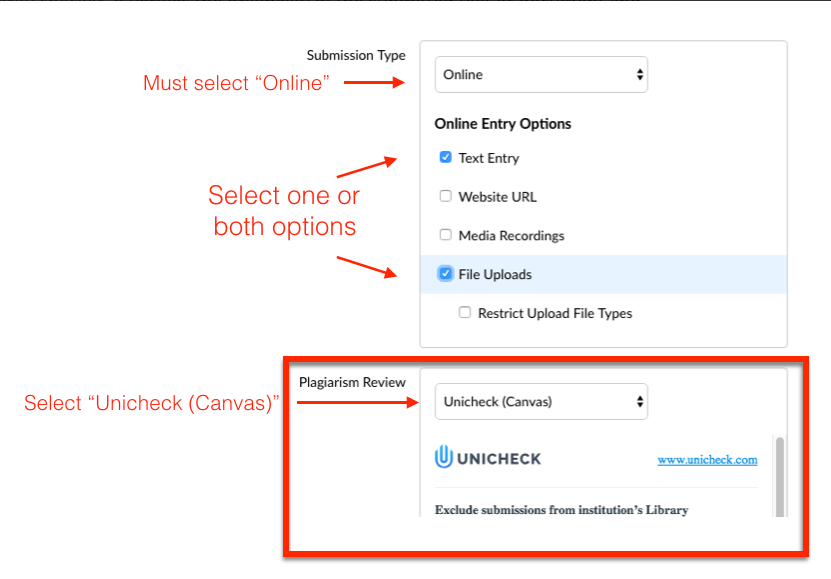 Submission Type
Must select “Online”
Online
Online Entry Options
Text Entry
Website URL
Select one or
both options
Media Recordings
File Uploads
Restrict Upload File Types
Plagiarism Review
Select “Unicheck (Canvas)”
Unicheck (Canvas)
UNICHECK
www.unicheck.com
Exclude submissions from institution’s Library